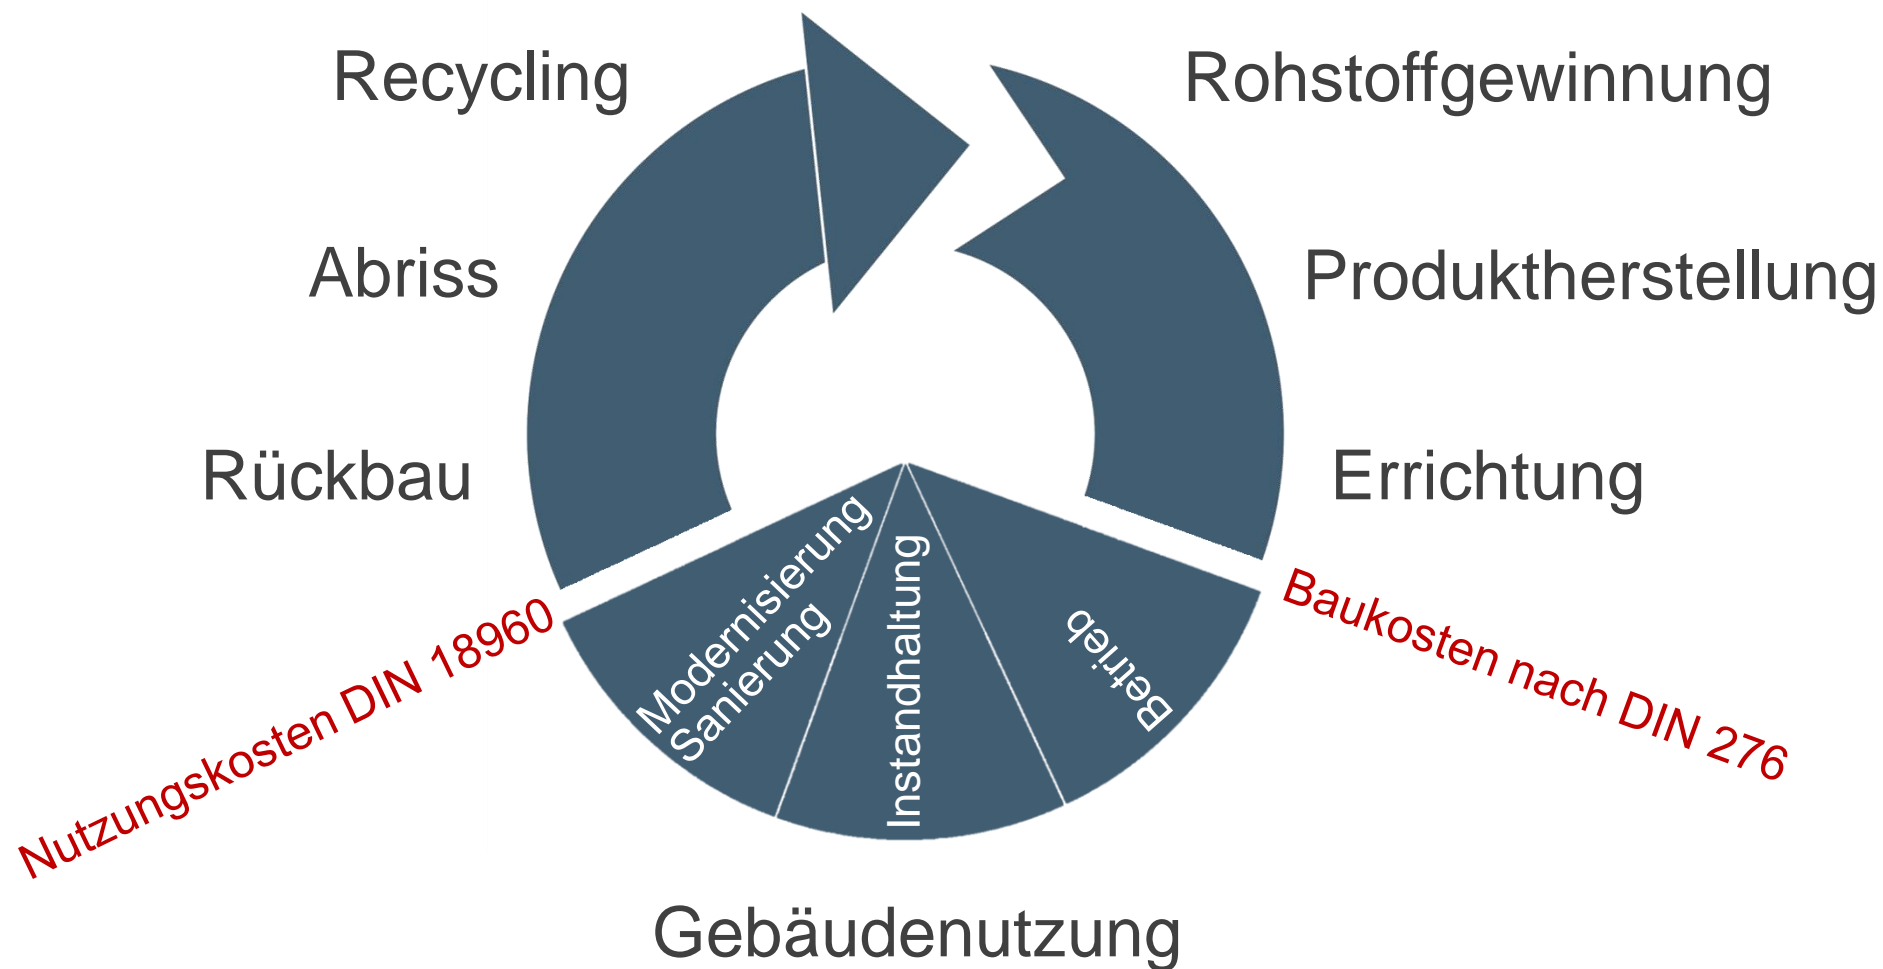 Recycling
Rohstoffgewinnung
Abriss
Produktherstellung
Rückbau
Errichtung
Modernisierung
Sanierung
Instandhaltung
Betrieb
Nutzungskosten DIN 18960
Baukosten nach DIN 276
Gebäudenutzung